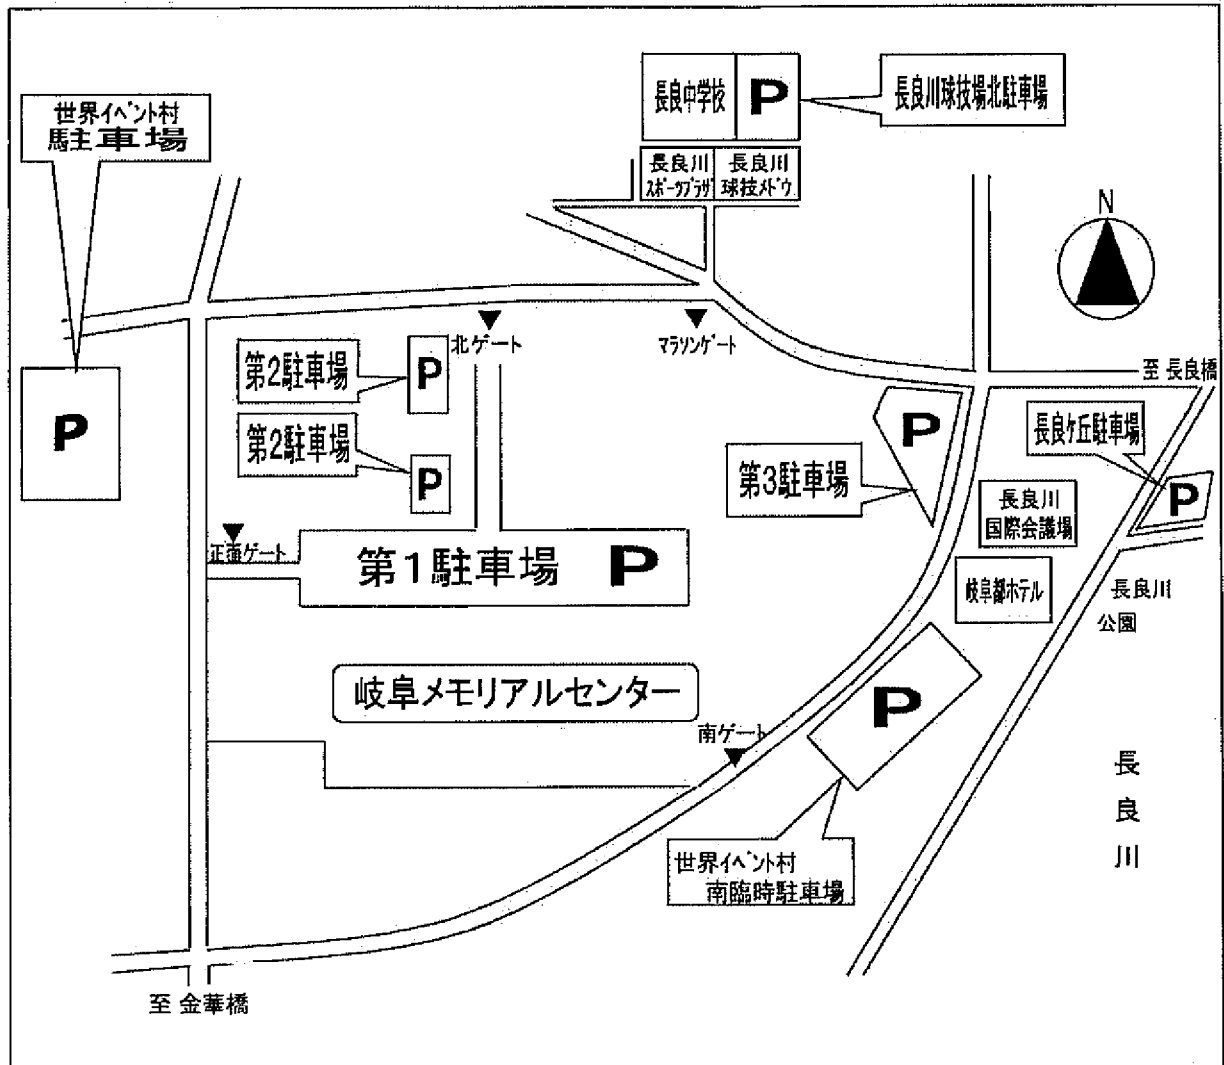 長良中学校
P
長良川球技場北駐車場
世界イベント村
駐車場
長良川
スポーツプラザ
長良川
球技メドウ
N
北ゲート
マラソンゲート
至 長良橋
第2駐車場
P
P
第2駐車場
P
P
長良ケ丘駐車場
第3駐車場
P
長良川
国際会議場
正面ゲート
第1駐車場 P
岐阜都ホテル
長良川
公園
岐阜メモリアルセンター
P
南ゲート
長
良
川
世界イベント村
南臨時駐車場
至 金華橋